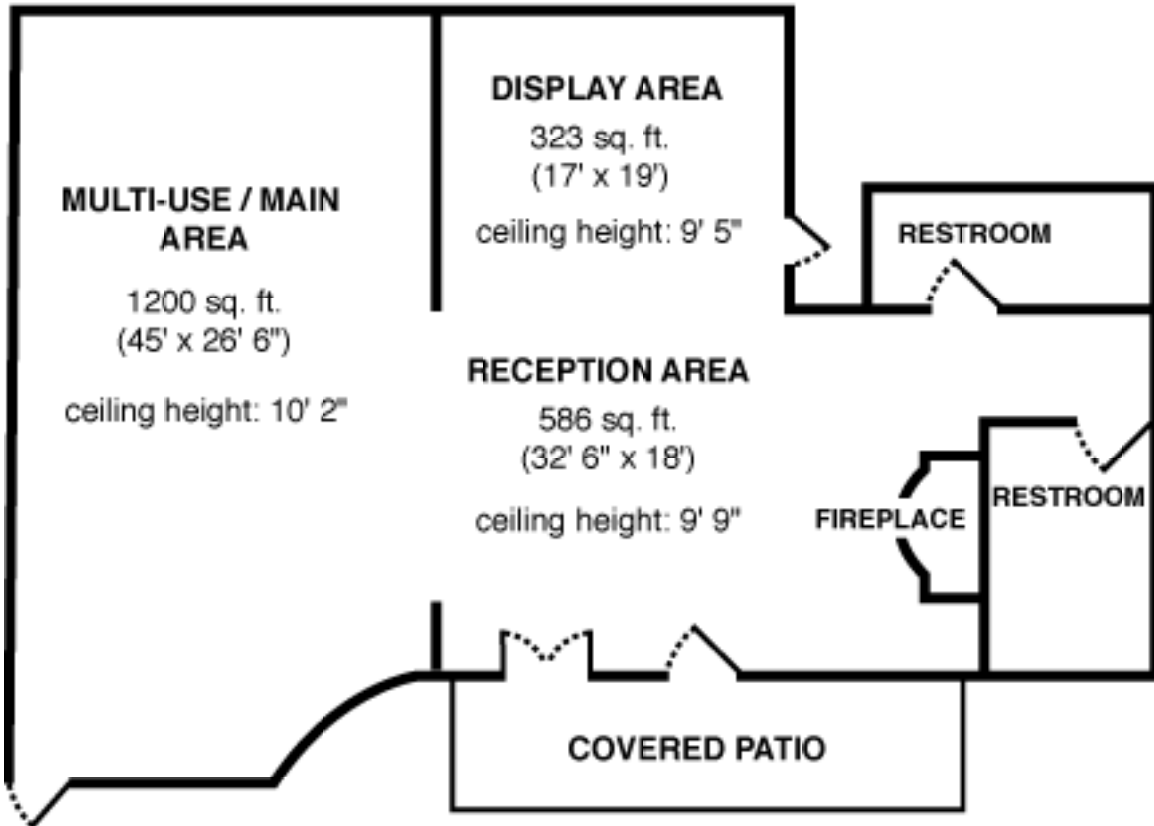 DISPLAY AREA
323 sq. ft.
(17' x 19')
ceiling height: 9' 5"
MULTI-USE / MAIN
AREA
1200 sq. ft.
(45' x 26' 6")
ceiling height: 10' 2"
RESTROOM
RECEPTION AREA
586 sq. ft.
(32' 6" x 18')
ceiling height: 9' 9"
FIREPLACE
RESTROOM
COVERED PATIO